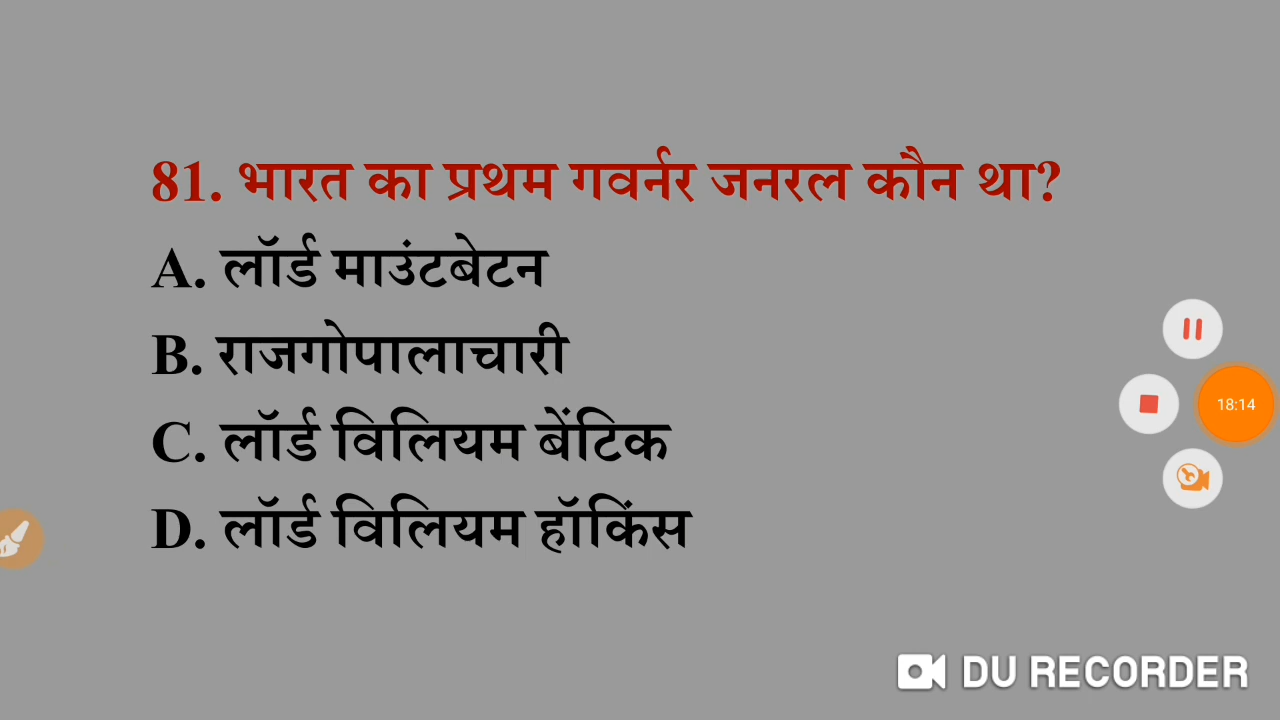 81. भारत का प्रथम गवर्नर जनरल कौन था?
A. लॉर्ड माउंटबेटन
B. राजगोपालाचारी
C. लॉर्ड विलियम बेंटिक
D. लॉर्ड विलियम हॉकिंस
18:14
DU RECORDER